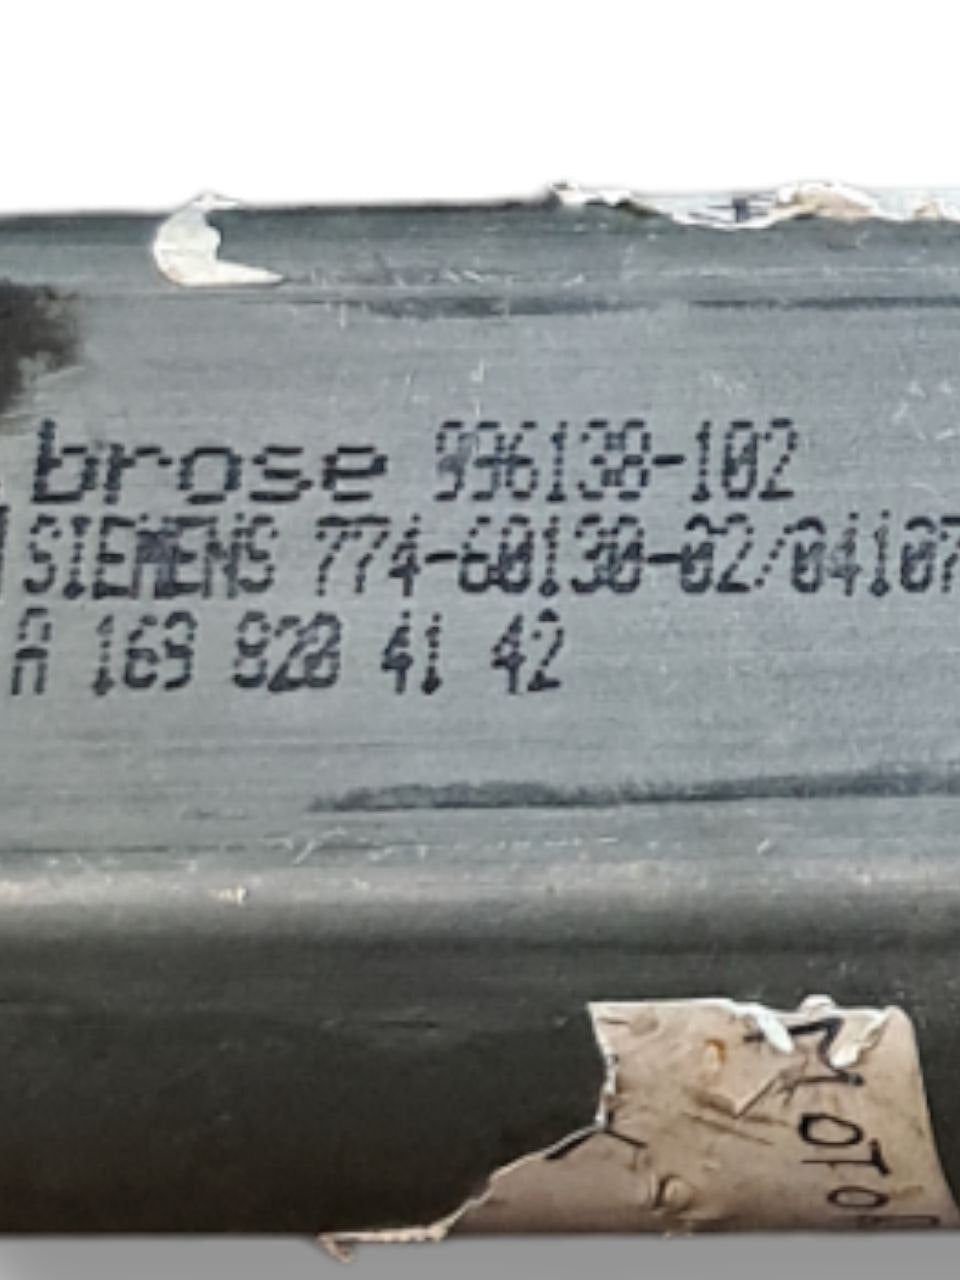 brose 996138-102
SIEMENS 774-60130-02/04107
A 169 820 41 42
MOTO